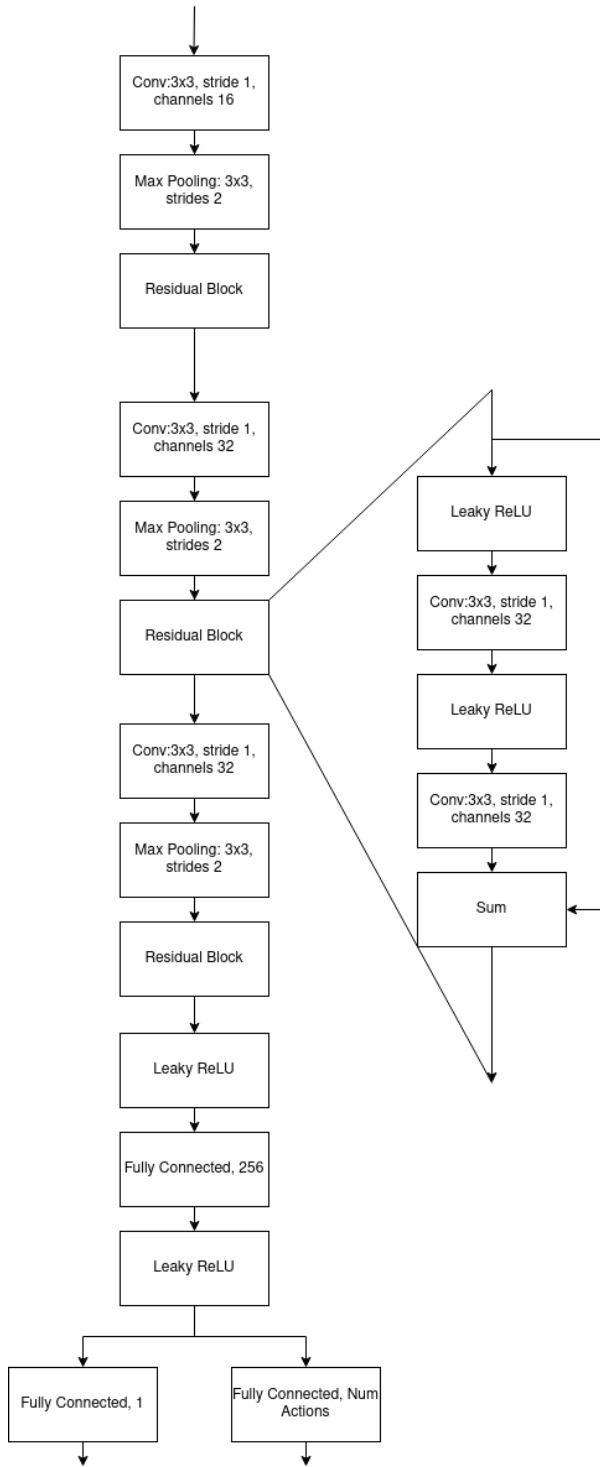 Conv:3x3, stride 1,
channels 16
Max Pooling: 3x3,
strides 2
Residual Block
Conv:3x3, stride 1,
channels 32
Max Pooling: 3x3,
strides 2
Residual Block
Conv:3x3, stride 1,
channels 32
Max Pooling: 3x3,
strides 2
Residual Block
Leaky ReLU
Fully Connected, 256
Leaky ReLU
Fully Connected, 1
Fully Connected, Num
Actions
Leaky ReLU
Conv:3x3, stride 1,
channels 32
Leaky ReLU
Conv:3x3, stride 1,
channels 32
Sum